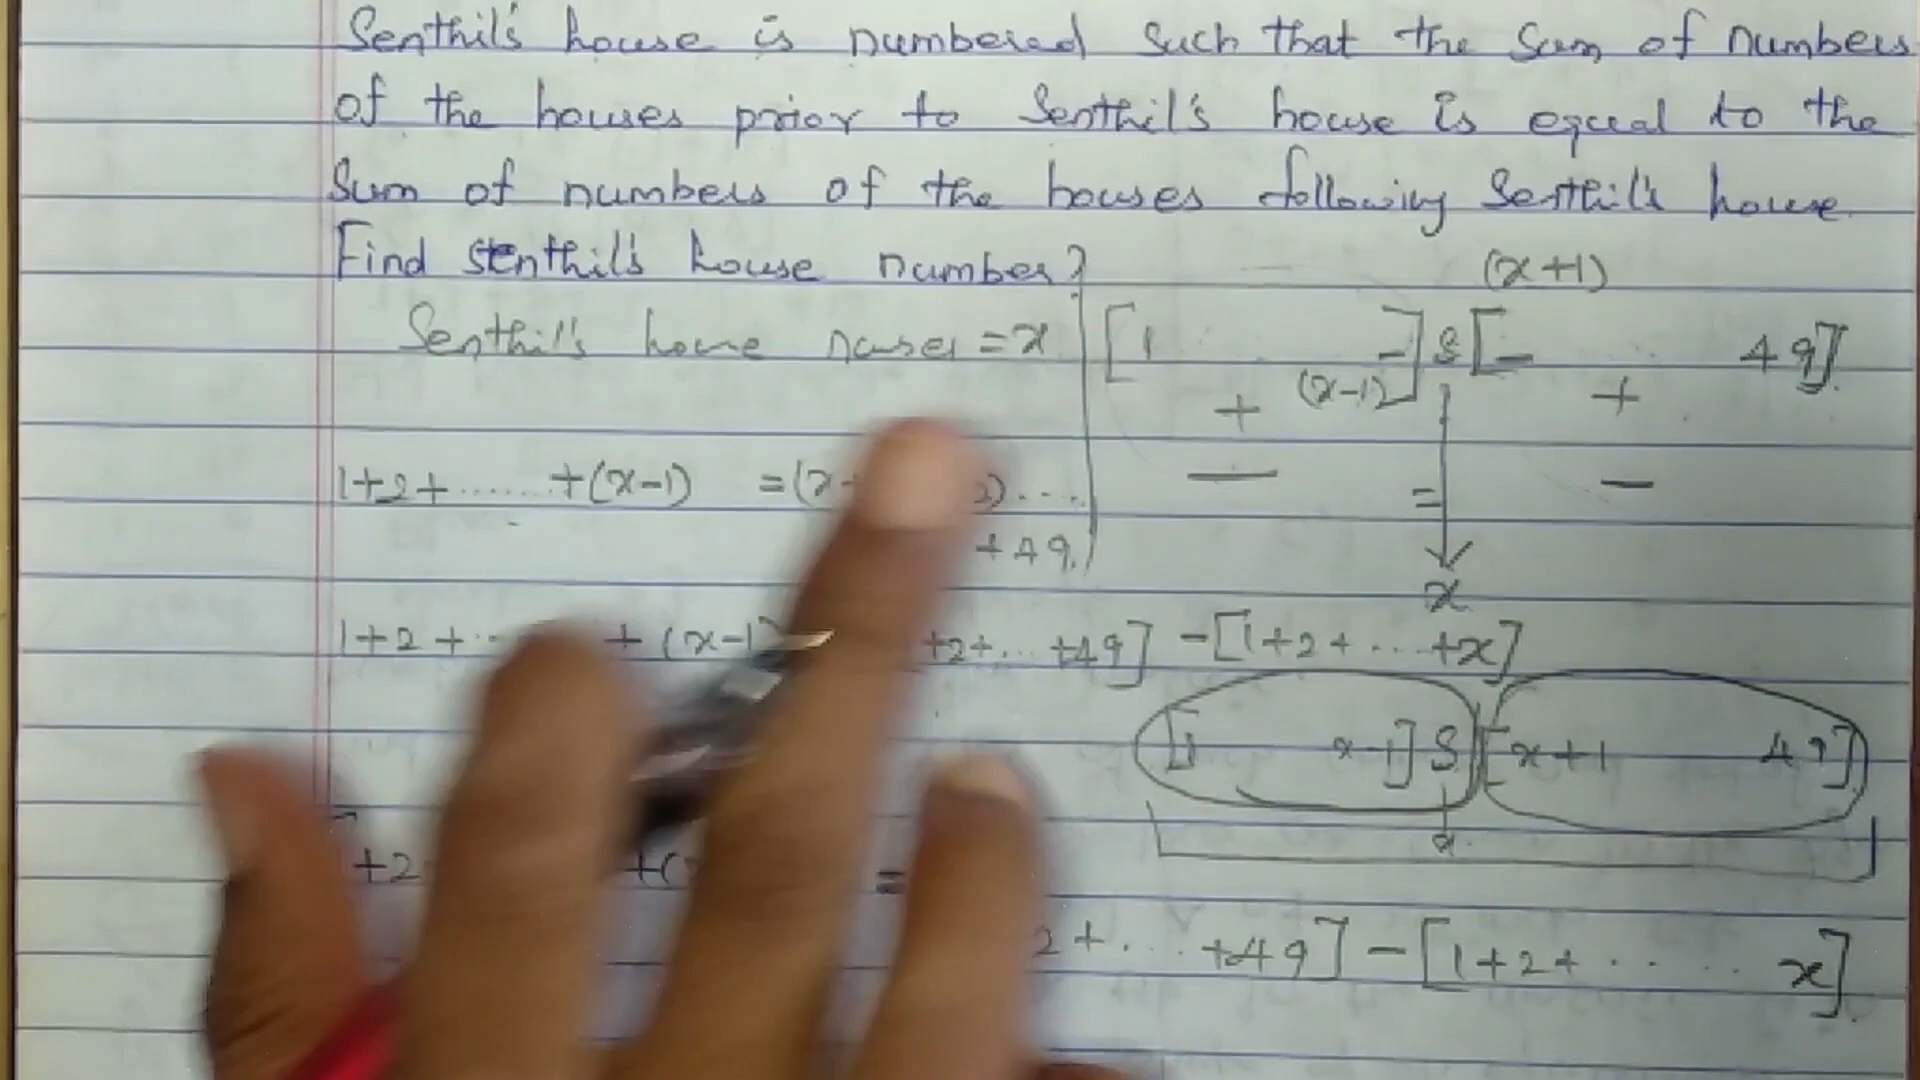 Senthil's house is numbered such that the sum of numbers
of the houses prior to Senthil's house is equal to the
sum of numbers of the houses following Senthil's house
Find Senthil's house number?
(x+1)
Senthil's house = x
[1 -] S [- 49]
+ (x-1) +
1+2+...... +(x-1) =(x ....
+49.
— = —
x
1+2+.. + (x-1 +2+... +49] -[1+2+...+x]
[1 x-1] S [x+1 49]
x
+2 +( =
2+... +49] -[1+2+..... x]